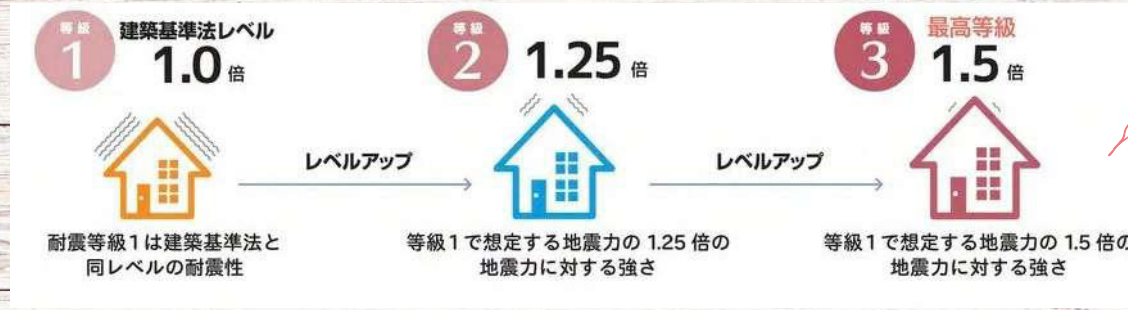 等級
1
建築基準法レベル
1.0 倍
耐震等級1は建築基準法と
同レベルの耐震性
レベルアップ
等級
2
1.25 倍
等級1で想定する地震力の 1.25 倍の
地震力に対する強さ
レベルアップ
等級
3
最高等級
1.5 倍
等級1で想定する地震力の 1.5 倍の
地震力に対する強さ